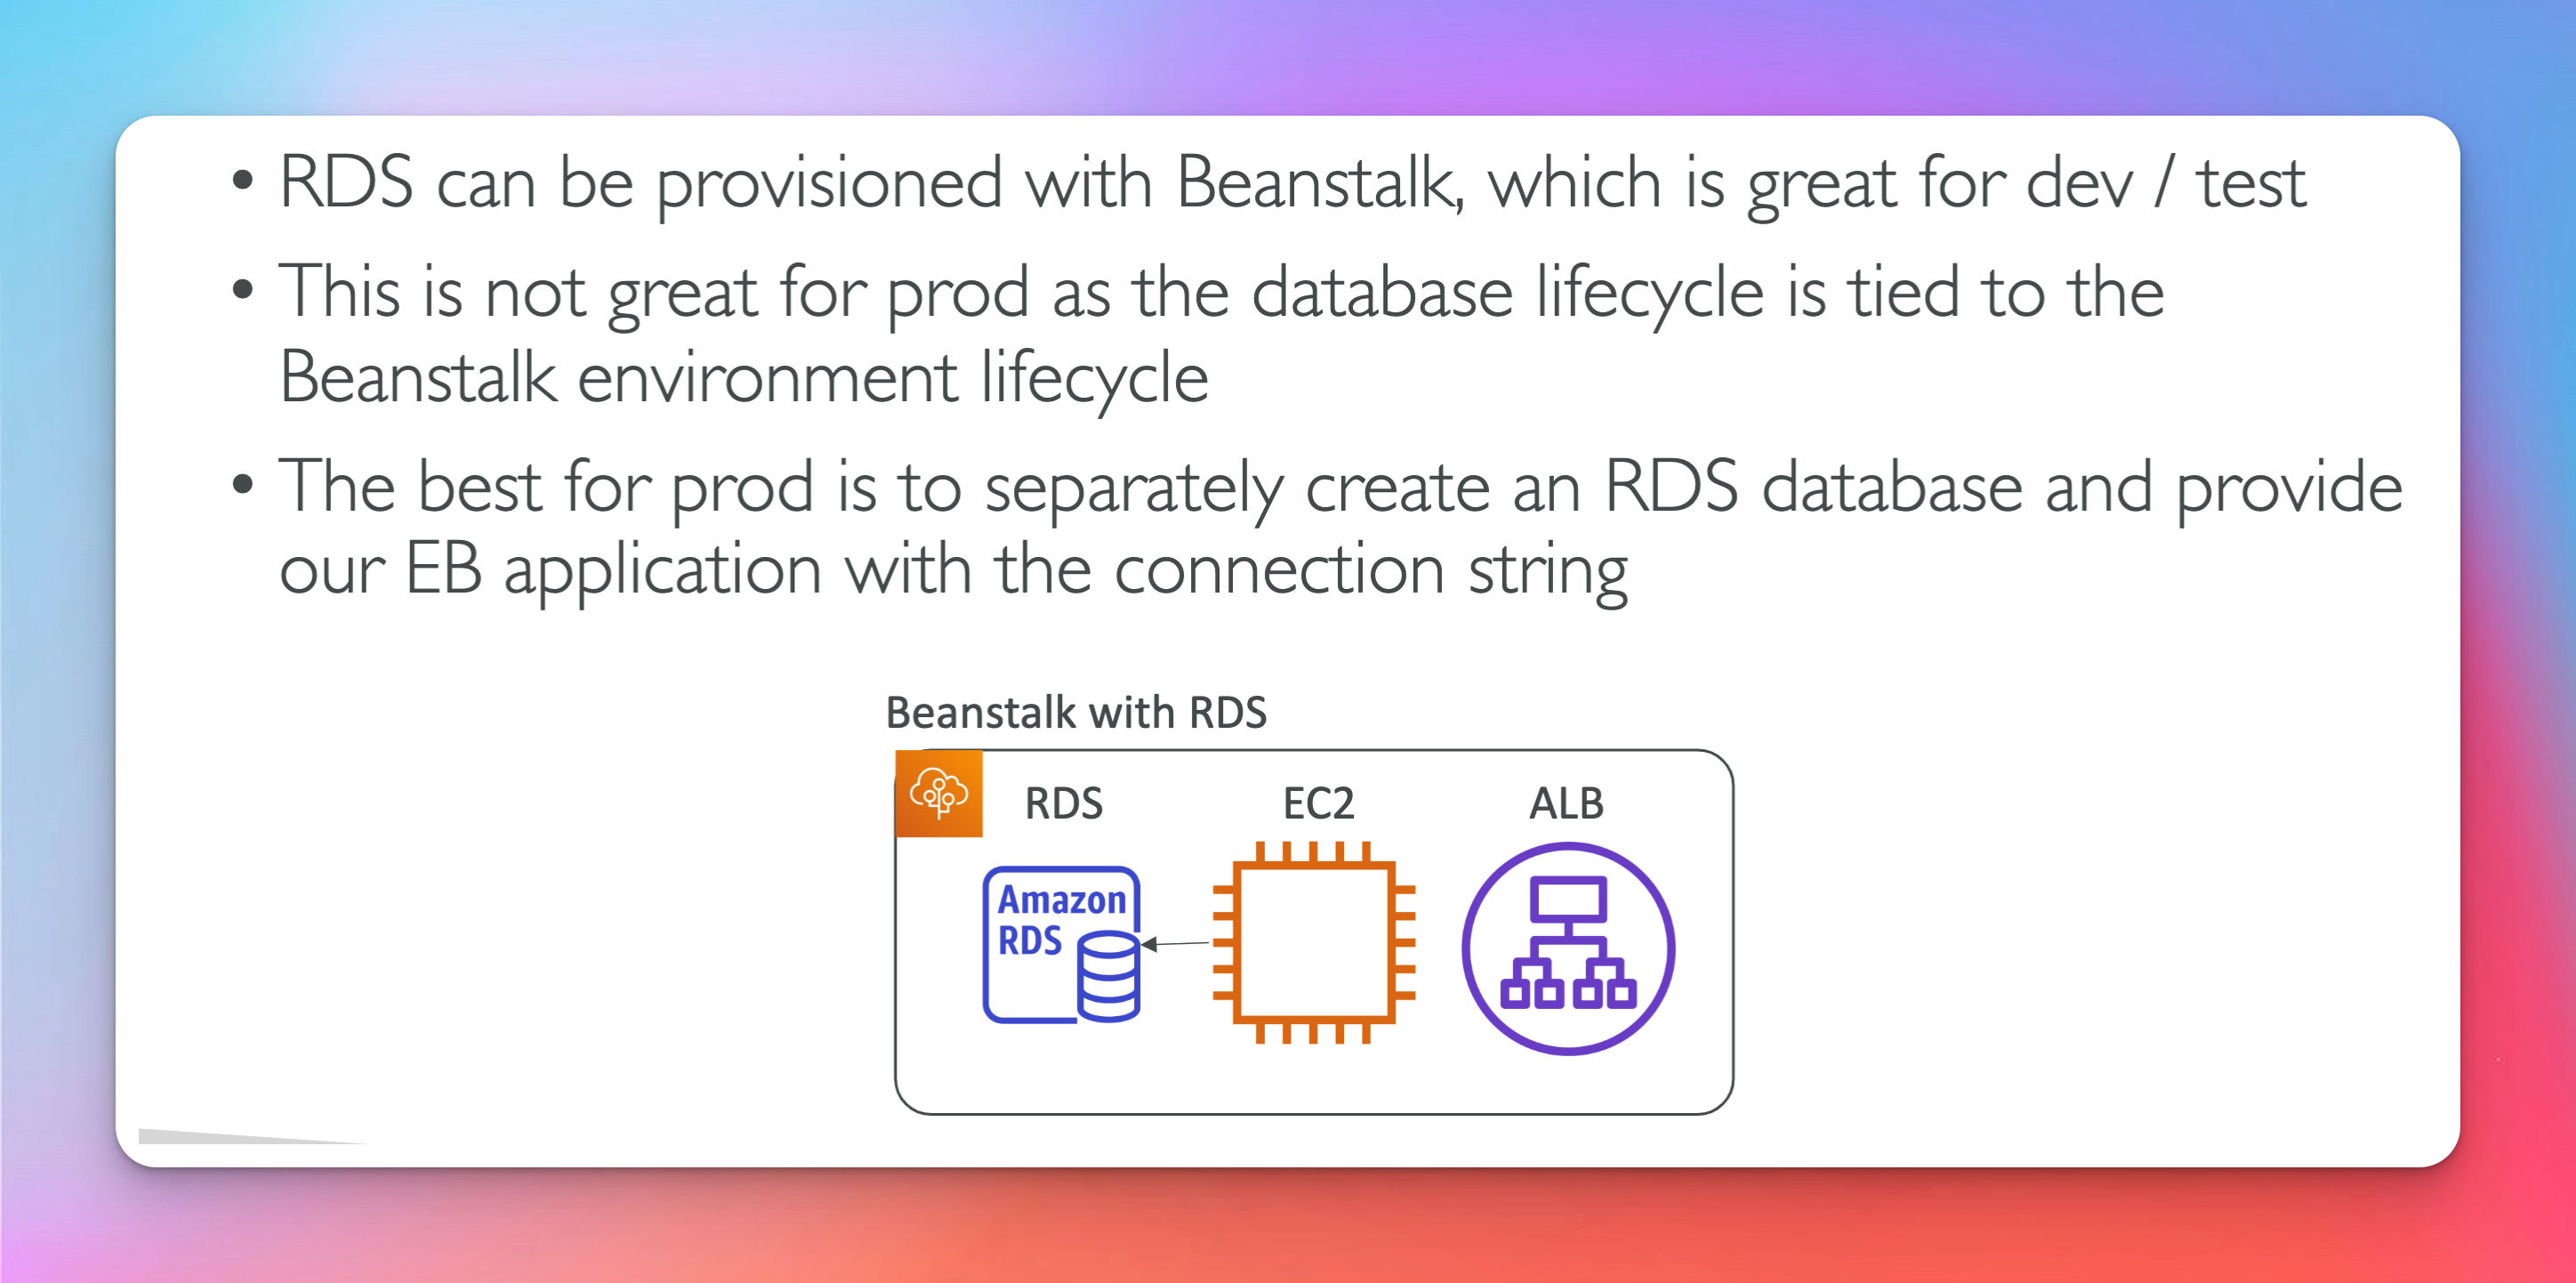 • RDS can be provisioned with Beanstalk, which is great for dev / test
• This is not great for prod as the database lifecycle is tied to the
Beanstalk environment lifecycle
• The best for prod is to separately create an RDS database and provide
our EB application with the connection string
Beanstalk with RDS
RDS
EC2
ALB
Amazon
RDS